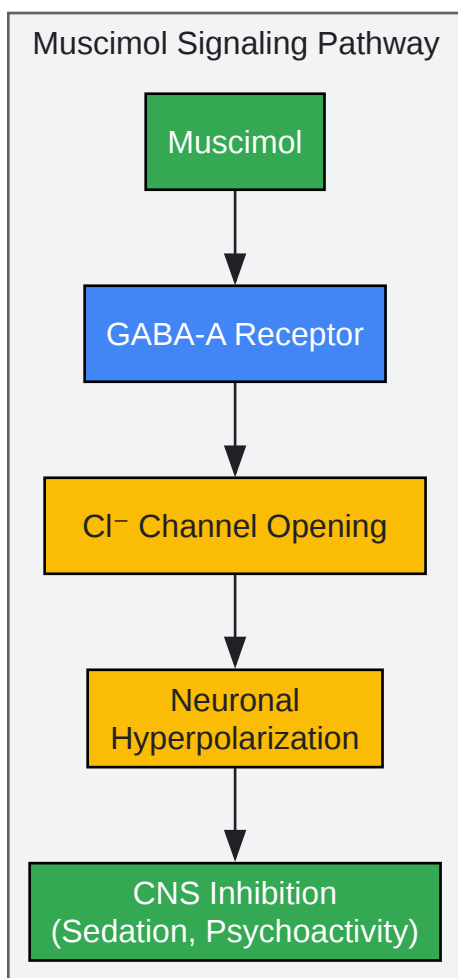 Muscimol Signaling Pathway
Muscimol
GABA-A Receptor
Cl⁻ Channel Opening
Neuronal
Hyperpolarization
CNS Inhibition
(Sedation, Psychoactivity)